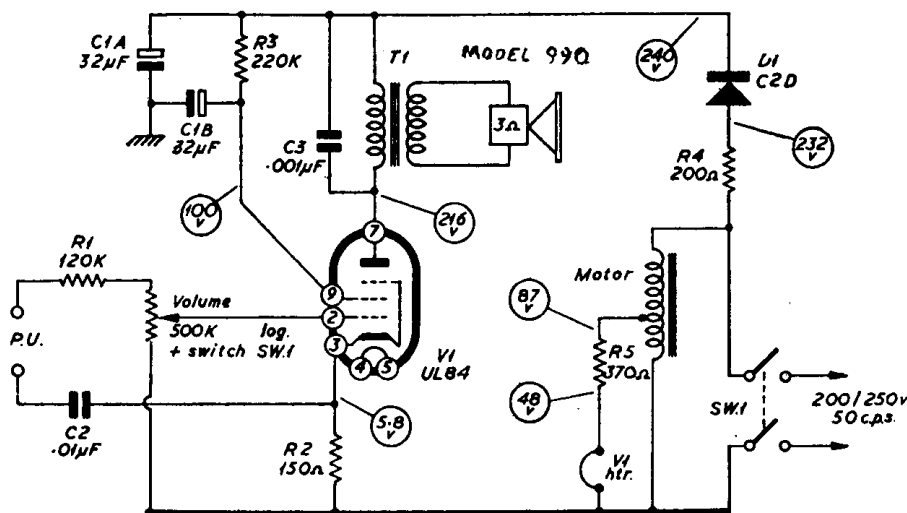 C1A
32µF
R3
220K
T1
MODEL 990
240
v
D1
C2D
3Ω
C1B
32µF
C3
.001µF
232
v
R4
200Ω
100
v
216
v
7
R1
120K
Motor
87
v
9
Volume
500K
+ switch
log.
SW.1
2
3
4
5
V1
UL84
P.U.
R5
370Ω
48
v
SW.1
200/250v
50 c.p.s.
C2
.01µF
5.8
v
R2
150Ω
V1
htr.